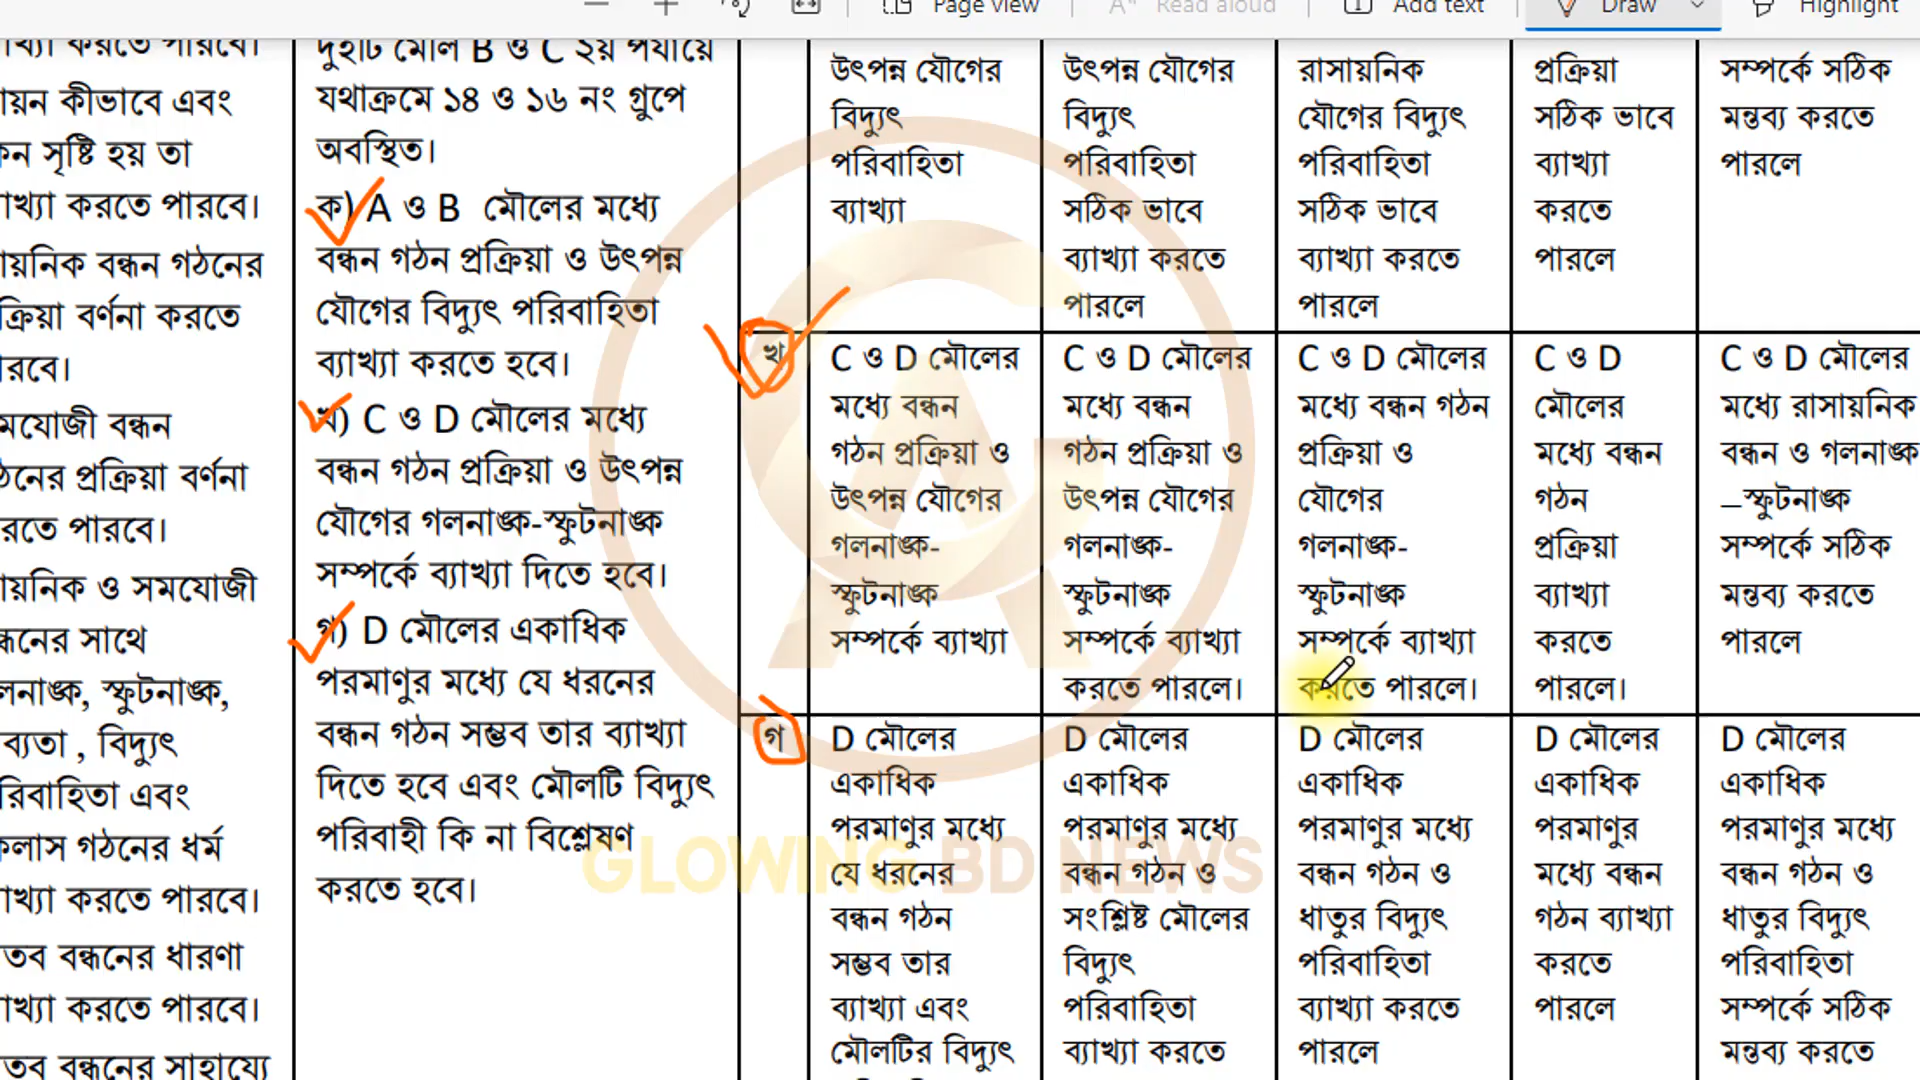 Page view
Read aloud
Add text
Draw
Highlight
করতে পারবে।
কীভাবে এবং
সৃষ্টি হয় তা
করতে পারবে।
বন্ধন গঠনের
বর্ণনা করতে
বন্ধন
প্রক্রিয়া বর্ণনা
পারবে।
ও সমযোজী
সাথে
স্ফুটনাঙ্ক,
, বিদ্যুৎ
এবং
গঠনের ধর্ম
করতে পারবে।
বন্ধনের ধারণা
করতে পারবে।
বন্ধনের সাহায্যে
দুইটি মৌল B ও C ২য় পর্যায়ে
যথাক্রমে ১৪ ও ১৬ নং গ্রুপে
অবস্থিত।
ক) A ও B মৌলের মধ্যে
বন্ধন গঠন প্রক্রিয়া ও উৎপন্ন
যৌগের বিদ্যুৎ পরিবাহিতা
ব্যাখ্যা করতে হবে।
খ) C ও D মৌলের মধ্যে
বন্ধন গঠন প্রক্রিয়া ও উৎপন্ন
যৌগের গলনাঙ্ক-স্ফুটনাঙ্ক
সম্পর্কে ব্যাখ্যা দিতে হবে।
গ) D মৌলের একাধিক
পরমাণুর মধ্যে যে ধরনের
বন্ধন গঠন সম্ভব তার ব্যাখ্যা
দিতে হবে এবং মৌলটি বিদ্যুৎ
পরিবাহী কি না বিশ্লেষণ
করতে হবে।
উৎপন্ন যৌগের
বিদ্যুৎ
পরিবাহিতা
ব্যাখ্যা
উৎপন্ন যৌগের
বিদ্যুৎ
পরিবাহিতা
সঠিক ভাবে
ব্যাখ্যা করতে
পারলে
রাসায়নিক
যৌগের বিদ্যুৎ
পরিবাহিতা
সঠিক ভাবে
ব্যাখ্যা করতে
পারলে
প্রক্রিয়া
সঠিক ভাবে
ব্যাখ্যা
করতে
পারলে
সম্পর্কে সঠিক
মন্তব্য করতে
পারলে
খ
C ও D মৌলের
মধ্যে বন্ধন
গঠন প্রক্রিয়া ও
উৎপন্ন যৌগের
গলনাঙ্ক-
স্ফুটনাঙ্ক
সম্পর্কে ব্যাখ্যা
C ও D মৌলের
মধ্যে বন্ধন
গঠন প্রক্রিয়া ও
উৎপন্ন যৌগের
গলনাঙ্ক-
স্ফুটনাঙ্ক
সম্পর্কে ব্যাখ্যা
করতে পারলে।
C ও D মৌলের
মধ্যে বন্ধন গঠন
প্রক্রিয়া ও
যৌগের
গলনাঙ্ক-
স্ফুটনাঙ্ক
সম্পর্কে ব্যাখ্যা
করতে পারলে।
C ও D
মৌলের
মধ্যে বন্ধন
গঠন
প্রক্রিয়া
ব্যাখ্যা
করতে
পারলে।
C ও D মৌলের
মধ্যে রাসায়নিক
বন্ধন ও গলনাঙ্ক
–স্ফুটনাঙ্ক
সম্পর্কে সঠিক
মন্তব্য করতে
পারলে
গ
D মৌলের
একাধিক
পরমাণুর মধ্যে
যে ধরনের
বন্ধন গঠন
সম্ভব তার
ব্যাখ্যা এবং
মৌলটির বিদ্যুৎ
D মৌলের
একাধিক
পরমাণুর মধ্যে
বন্ধন গঠন ও
সংশ্লিষ্ট মৌলের
বিদ্যুৎ
পরিবাহিতা
ব্যাখ্যা করতে
D মৌলের
একাধিক
পরমাণুর মধ্যে
বন্ধন গঠন ও
ধাতুর বিদ্যুৎ
পরিবাহিতা
ব্যাখ্যা করতে
পারলে
D মৌলের
একাধিক
পরমাণুর
মধ্যে বন্ধন
গঠন ব্যাখ্যা
করতে
পারলে
D মৌলের
একাধিক
পরমাণুর মধ্যে
বন্ধন গঠন ও
ধাতুর বিদ্যুৎ
পরিবাহিতা
সম্পর্কে সঠিক
মন্তব্য করতে
GLOWING BD NEWS